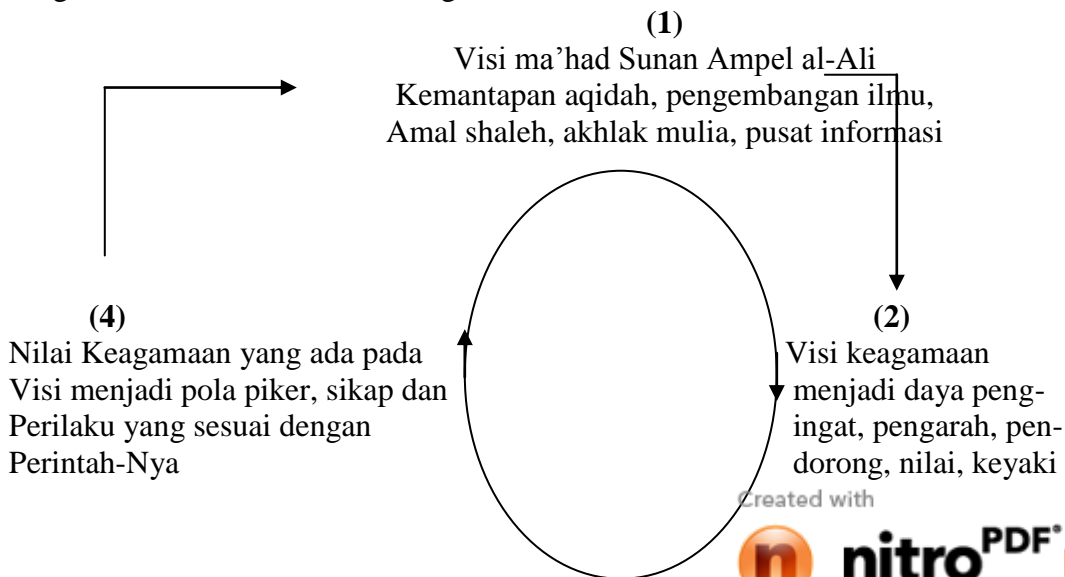 (1)
Visi ma’had Sunan Ampel al-Ali
Kemantapan aqidah, pengembangan ilmu,
Amal shaleh, akhlak mulia, pusat informasi
(4)
Nilai Keagamaan yang ada pada
Visi menjadi pola piker, sikap dan
Perilaku yang sesuai dengan
Perintah-Nya
(2)
Visi keagamaan
menjadi daya peng-
ingat, pengarah, pen-
dorong, nilai, keyaki
Created with
nitro PDF®